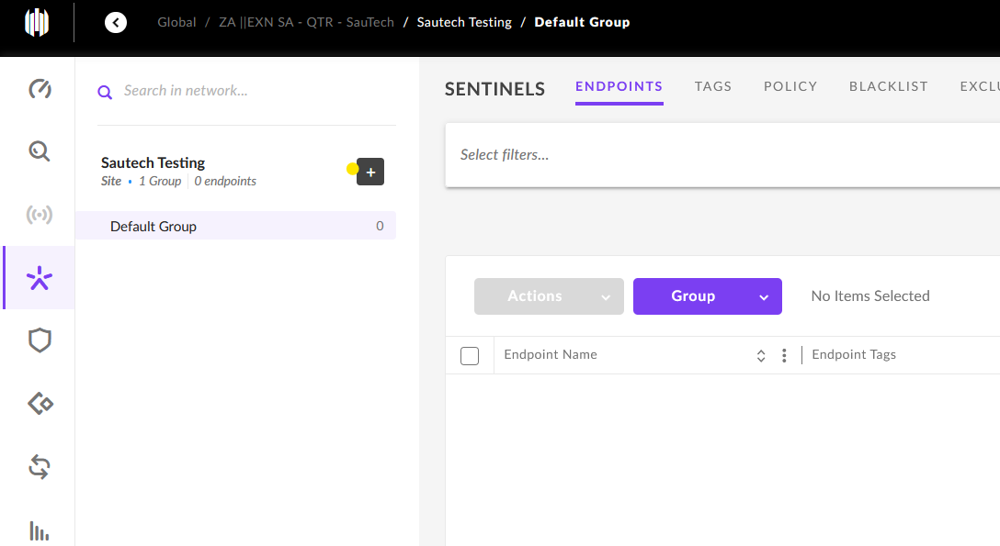 Global / ZA ||EXN SA - QTR - SauTech / Sautech Testing / Default Group
Search in network...
SENTINELS ENDPOINTS TAGS POLICY BLACKLIST EXCLU
Select filters...
Sautech Testing
Site • 1 Group 0 endpoints
+
Default Group 0
Actions Group No Items Selected
Endpoint Name Endpoint Tags